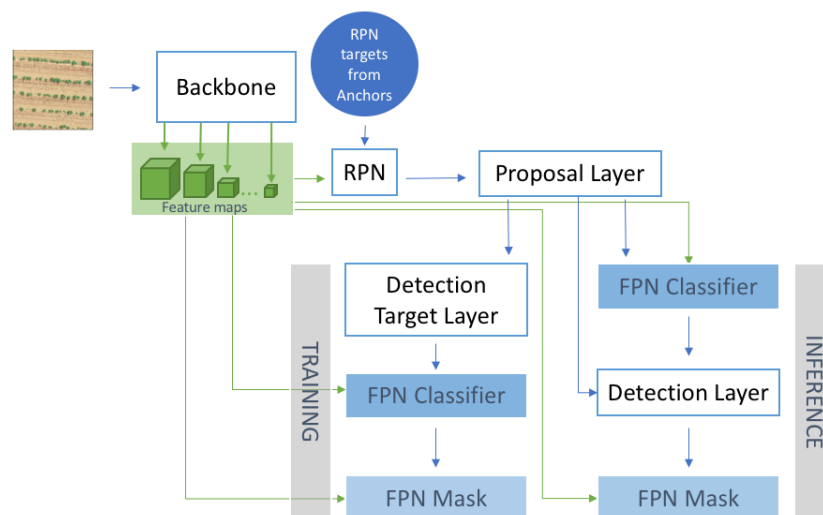 RPN
targets
from
Anchors
Backbone
RPN
Proposal Layer
...
Feature maps
TRAINING
Detection
Target Layer
FPN Classifier
FPN Mask
FPN Classifier
Detection Layer
FPN Mask
INFERENCE